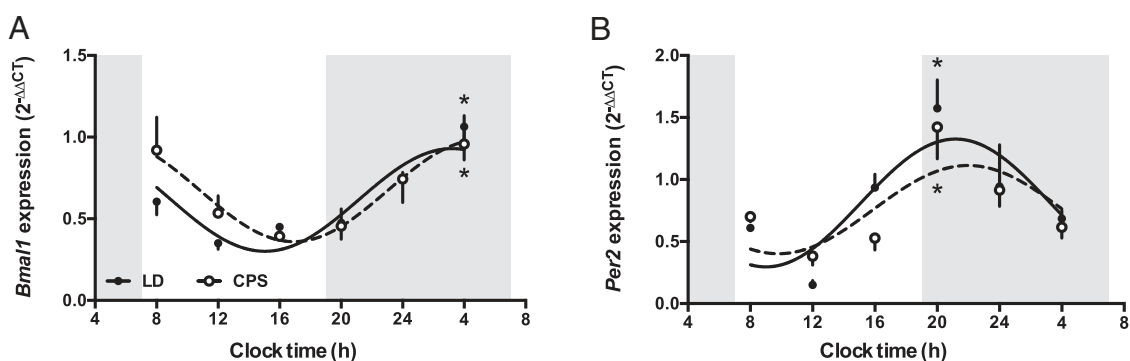 A
1.5
1.0
0.5
0.0
Bmal1 expression (2-ΔΔCT)
*
*
LD
CPS
4 8 12 16 20 24 4 8
Clock time (h)
B
2.0
1.5
1.0
0.5
0.0
Per2 expression (2-ΔΔCT)
*
*
4 8 12 16 20 24 4 8
Clock time (h)